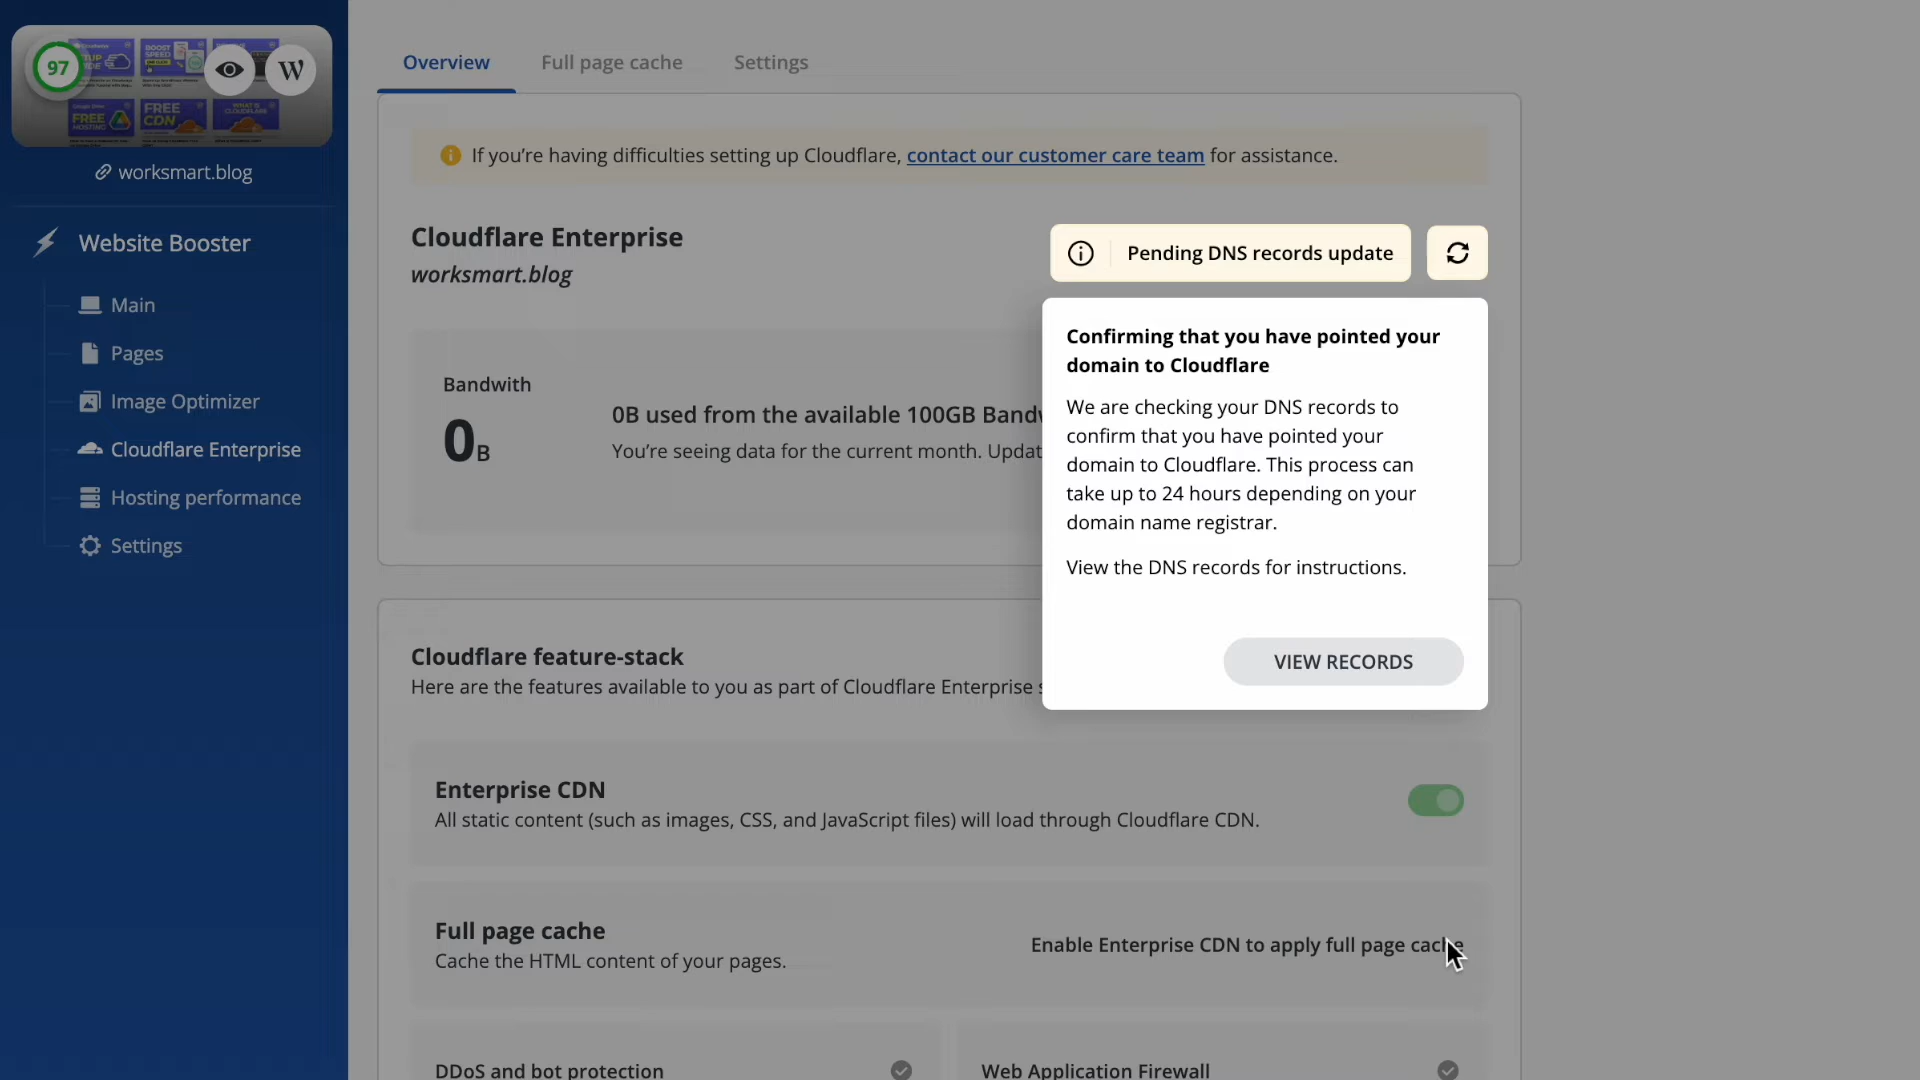 97
W
BOOST
SPEED
FREE
FREE
CDN
WHAT IS
CLOUDFLARE
worksmart.blog
Website Booster
Main
Pages
Image Optimizer
Cloudflare Enterprise
Hosting performance
Settings
Overview
Full page cache
Settings
If you’re having difficulties setting up Cloudflare, contact our customer care team for assistance.
Cloudflare Enterprise
worksmart.blog
Pending DNS records update
Bandwith
0B
0B used from the available 100GB Bandw
You’re seeing data for the current month. Updat
Confirming that you have pointed your
domain to Cloudflare
We are checking your DNS records to
confirm that you have pointed your
domain to Cloudflare. This process can
take up to 24 hours depending on your
domain name registrar.
View the DNS records for instructions.
VIEW RECORDS
Cloudflare feature-stack
Here are the features available to you as part of Cloudflare Enterprise s
Enterprise CDN
All static content (such as images, CSS, and JavaScript files) will load through Cloudflare CDN.
Full page cache
Cache the HTML content of your pages.
Enable Enterprise CDN to apply full page cache
DDoS and bot protection
Web Application Firewall